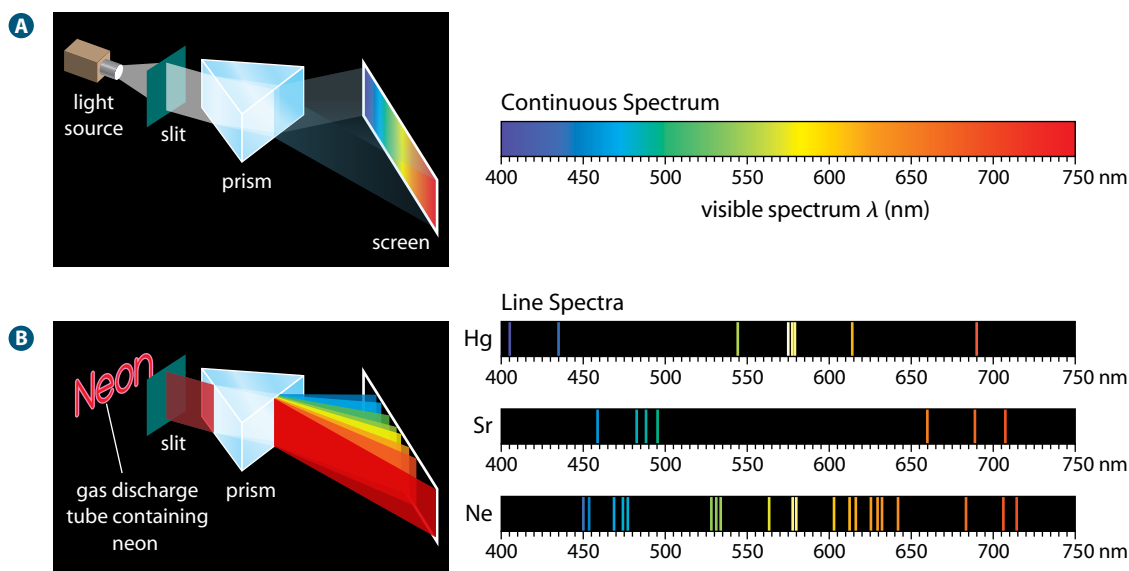 A
light
source
slit
prism
screen
Continuous Spectrum
400 450 500 550 600 650 700 750 nm
visible spectrum λ (nm)
B
Neon
slit
prism
gas discharge
tube containing
neon
Line Spectra
Hg
400 450 500 550 600 650 700 750 nm
Sr
400 450 500 550 600 650 700 750 nm
Ne
400 450 500 550 600 650 700 750 nm